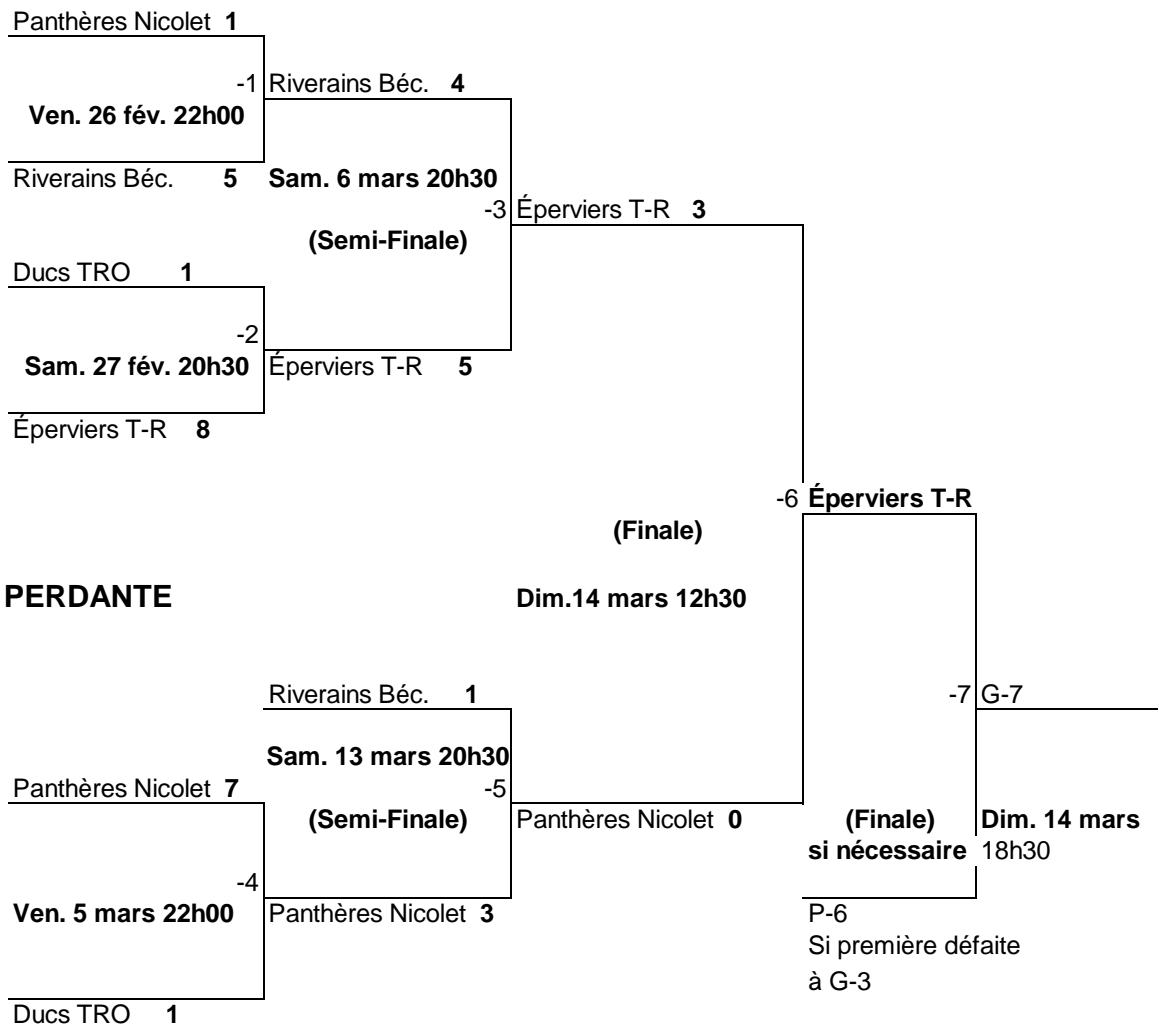 Panthères Nicolet 1
-1 Riverains Béc. 4
Ven. 26 fév. 22h00
Riverains Béc. 5 Sam. 6 mars 20h30
-3 Éperviers T-R 3
(Semi-Finale)
Ducs TRO 1
-2
Sam. 27 fév. 20h30 Éperviers T-R 5
Éperviers T-R 8
-6 Éperviers T-R
(Finale)
PERDANTE Dim.14 mars 12h30
Riverains Béc. 1 -7 G-7
Sam. 13 mars 20h30
Panthères Nicolet 7 -5
(Semi-Finale) Panthères Nicolet 0 (Finale) Dim. 14 mars
si nécessaire 18h30
-4
Ven. 5 mars 22h00 Panthères Nicolet 3 P-6
Si première défaite
à G-3
Ducs TRO 1